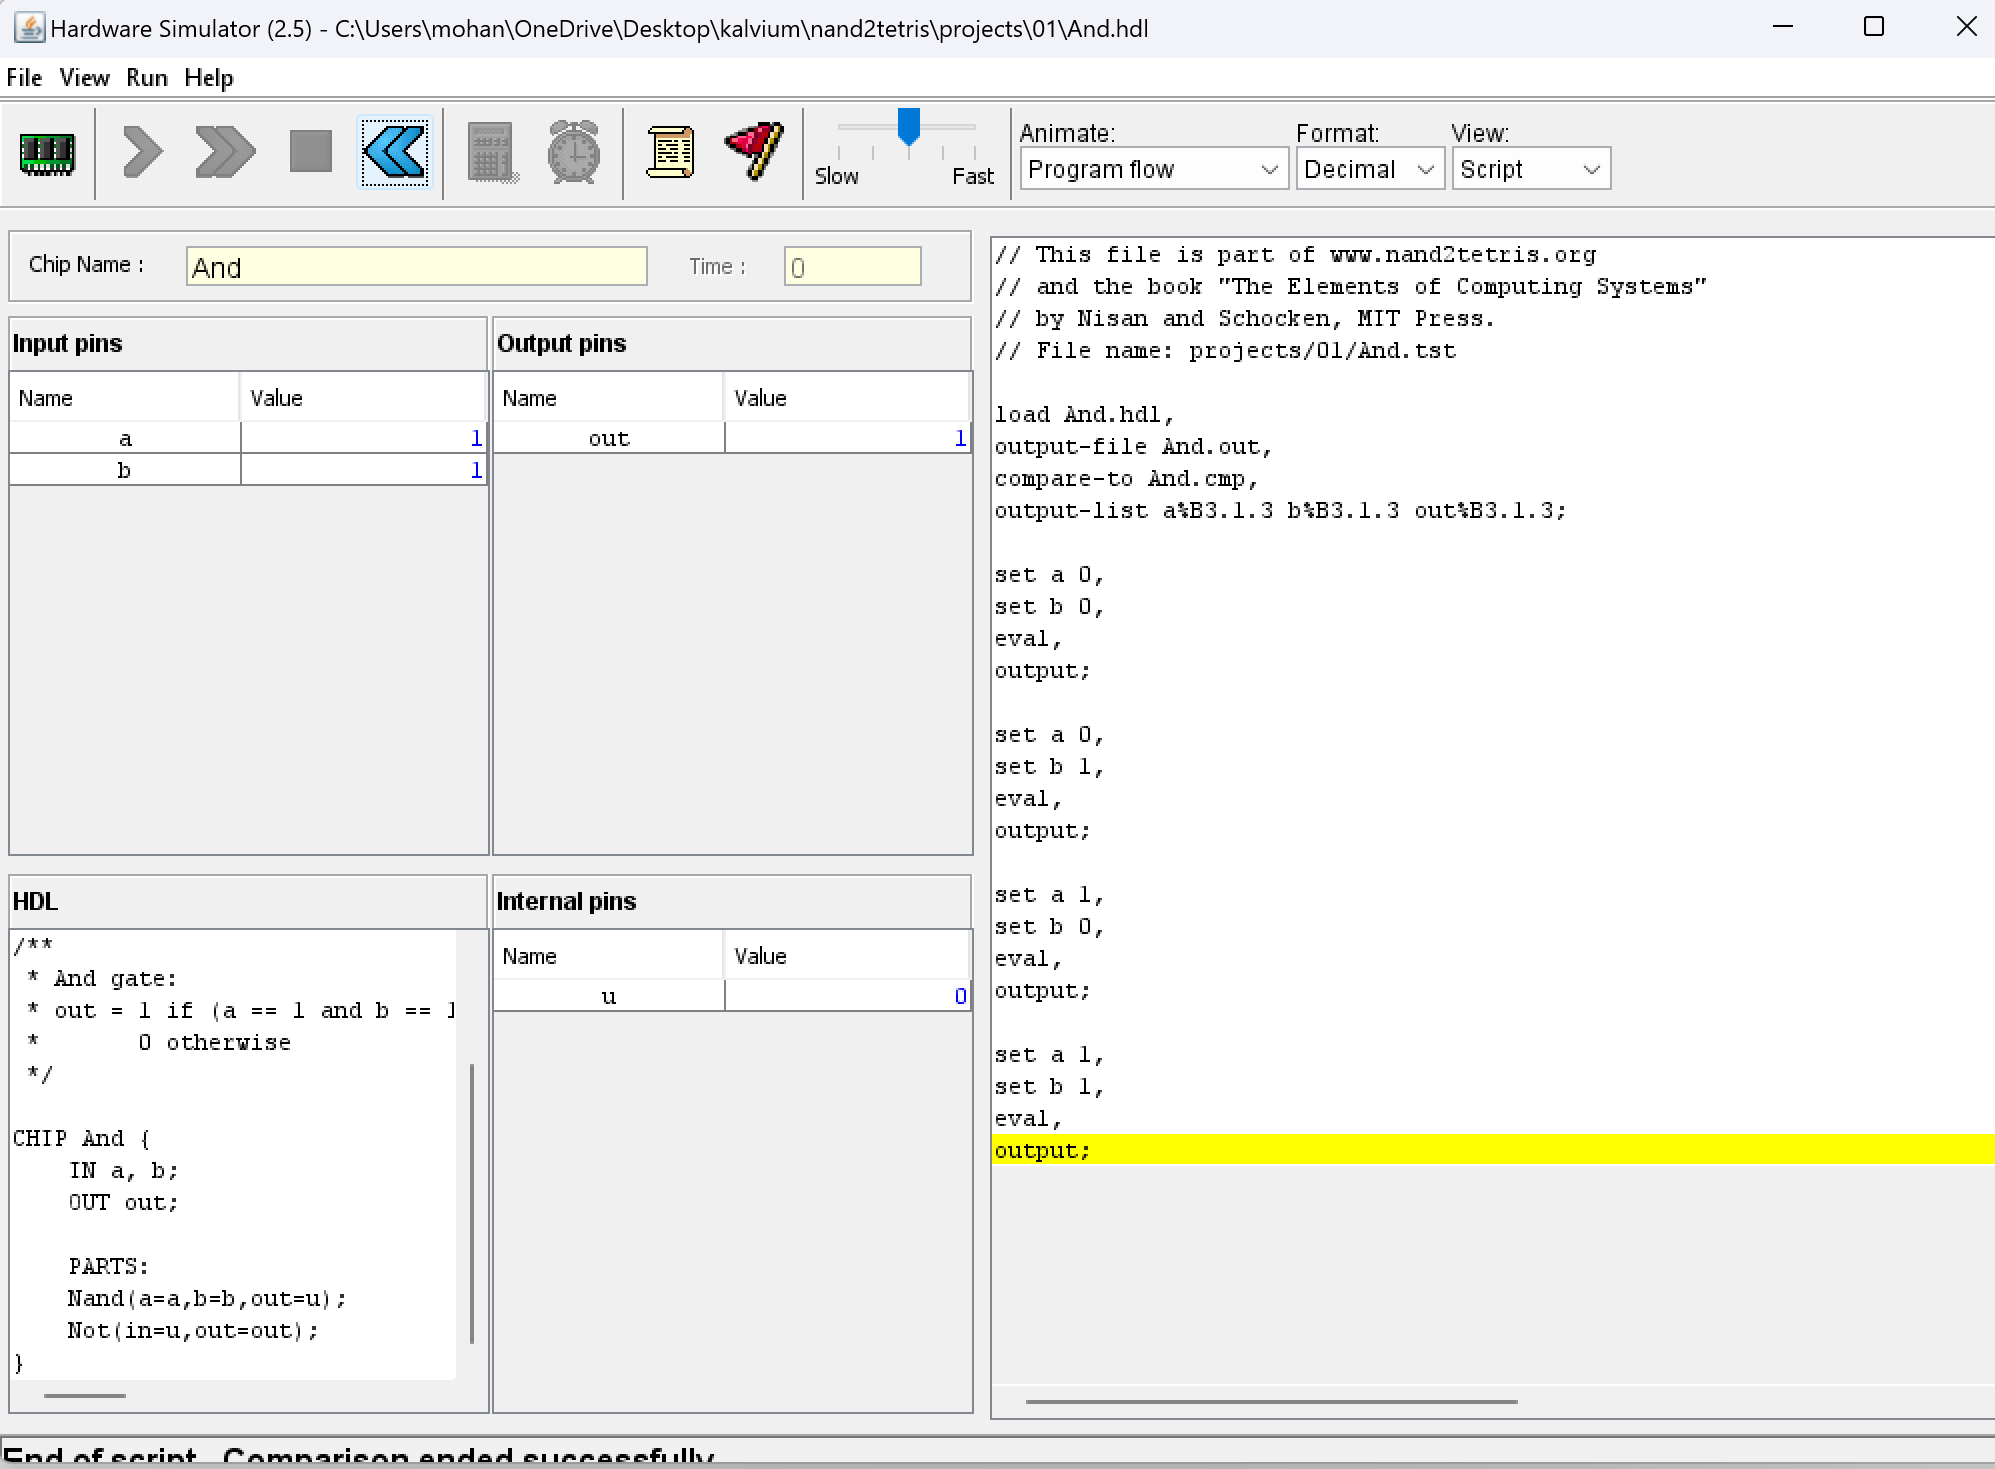 Hardware Simulator (2.5) - C:\Users\mohan\OneDrive\Desktop\kalvium\nand2tetris\projects\01\And.hdl
File View Run Help
Slow Fast
Animate: Format: View:
Program flow Decimal Script
Chip Name : And Time : 0
Input pins
Name Value
a 1
b 1
Output pins
Name Value
out 1
HDL
/**
* And gate:
* out = 1 if (a == 1 and b == 1
* 0 otherwise
*/
CHIP And {
IN a, b;
OUT out;
PARTS:
Nand(a=a,b=b,out=u);
Not(in=u,out=out);
}
Internal pins
Name Value
u 0
// This file is part of www.nand2tetris.org
// and the book "The Elements of Computing Systems"
// by Nisan and Schocken, MIT Press.
// File name: projects/01/And.tst
load And.hdl,
output-file And.out,
compare-to And.cmp,
output-list a%B3.1.3 b%B3.1.3 out%B3.1.3;
set a 0,
set b 0,
eval,
output;
set a 0,
set b 1,
eval,
output;
set a 1,
set b 0,
eval,
output;
set a 1,
set b 1,
eval,
output;
End of script - Comparison ended successfully